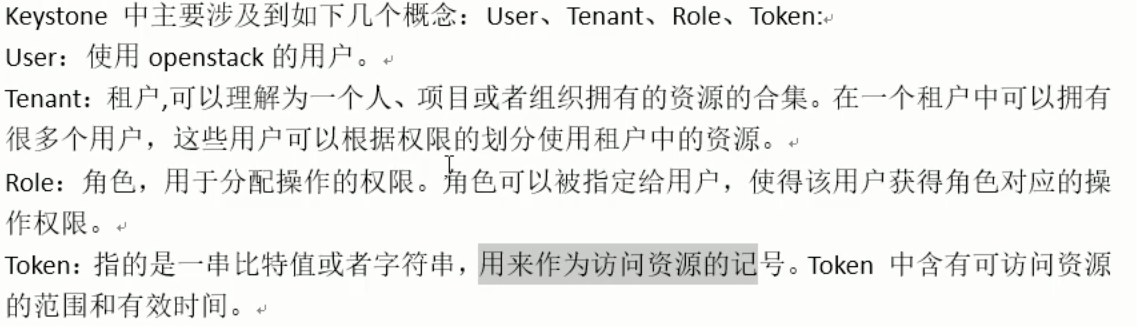 Keystone 中主要涉及到如下几个概念：User、Tenant、Role、Token:
User：使用 openstack 的用户。
Tenant：租户,可以理解为一个人、项目或者组织拥有的资源的合集。在一个租户中可以拥有
很多个用户，这些用户可以根据权限的划分使用租户中的资源。
Role：角色，用于分配操作的权限。角色可以被指定给用户，使得该用户获得角色对应的操
作权限。
Token：指的是一串比特值或者字符串，用来作为访问资源的记号。Token 中含有可访问资源
的范围和有效时间。